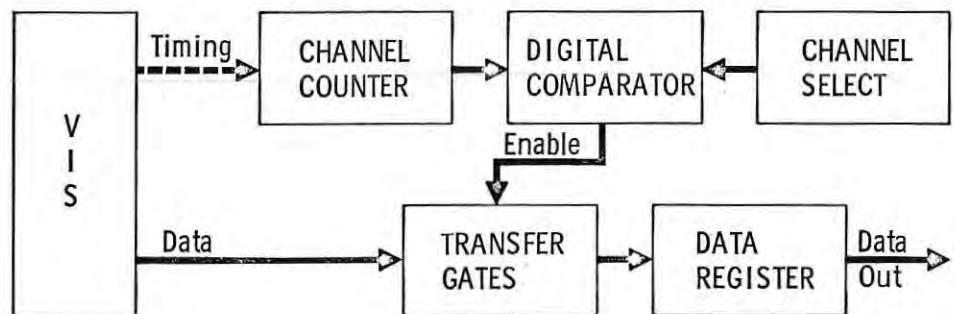 V
I
S
Timing
CHANNEL
COUNTER
DIGITAL
COMPARATOR
CHANNEL
SELECT
Enable
Data
TRANSFER
GATES
DATA
REGISTER
Data
Out